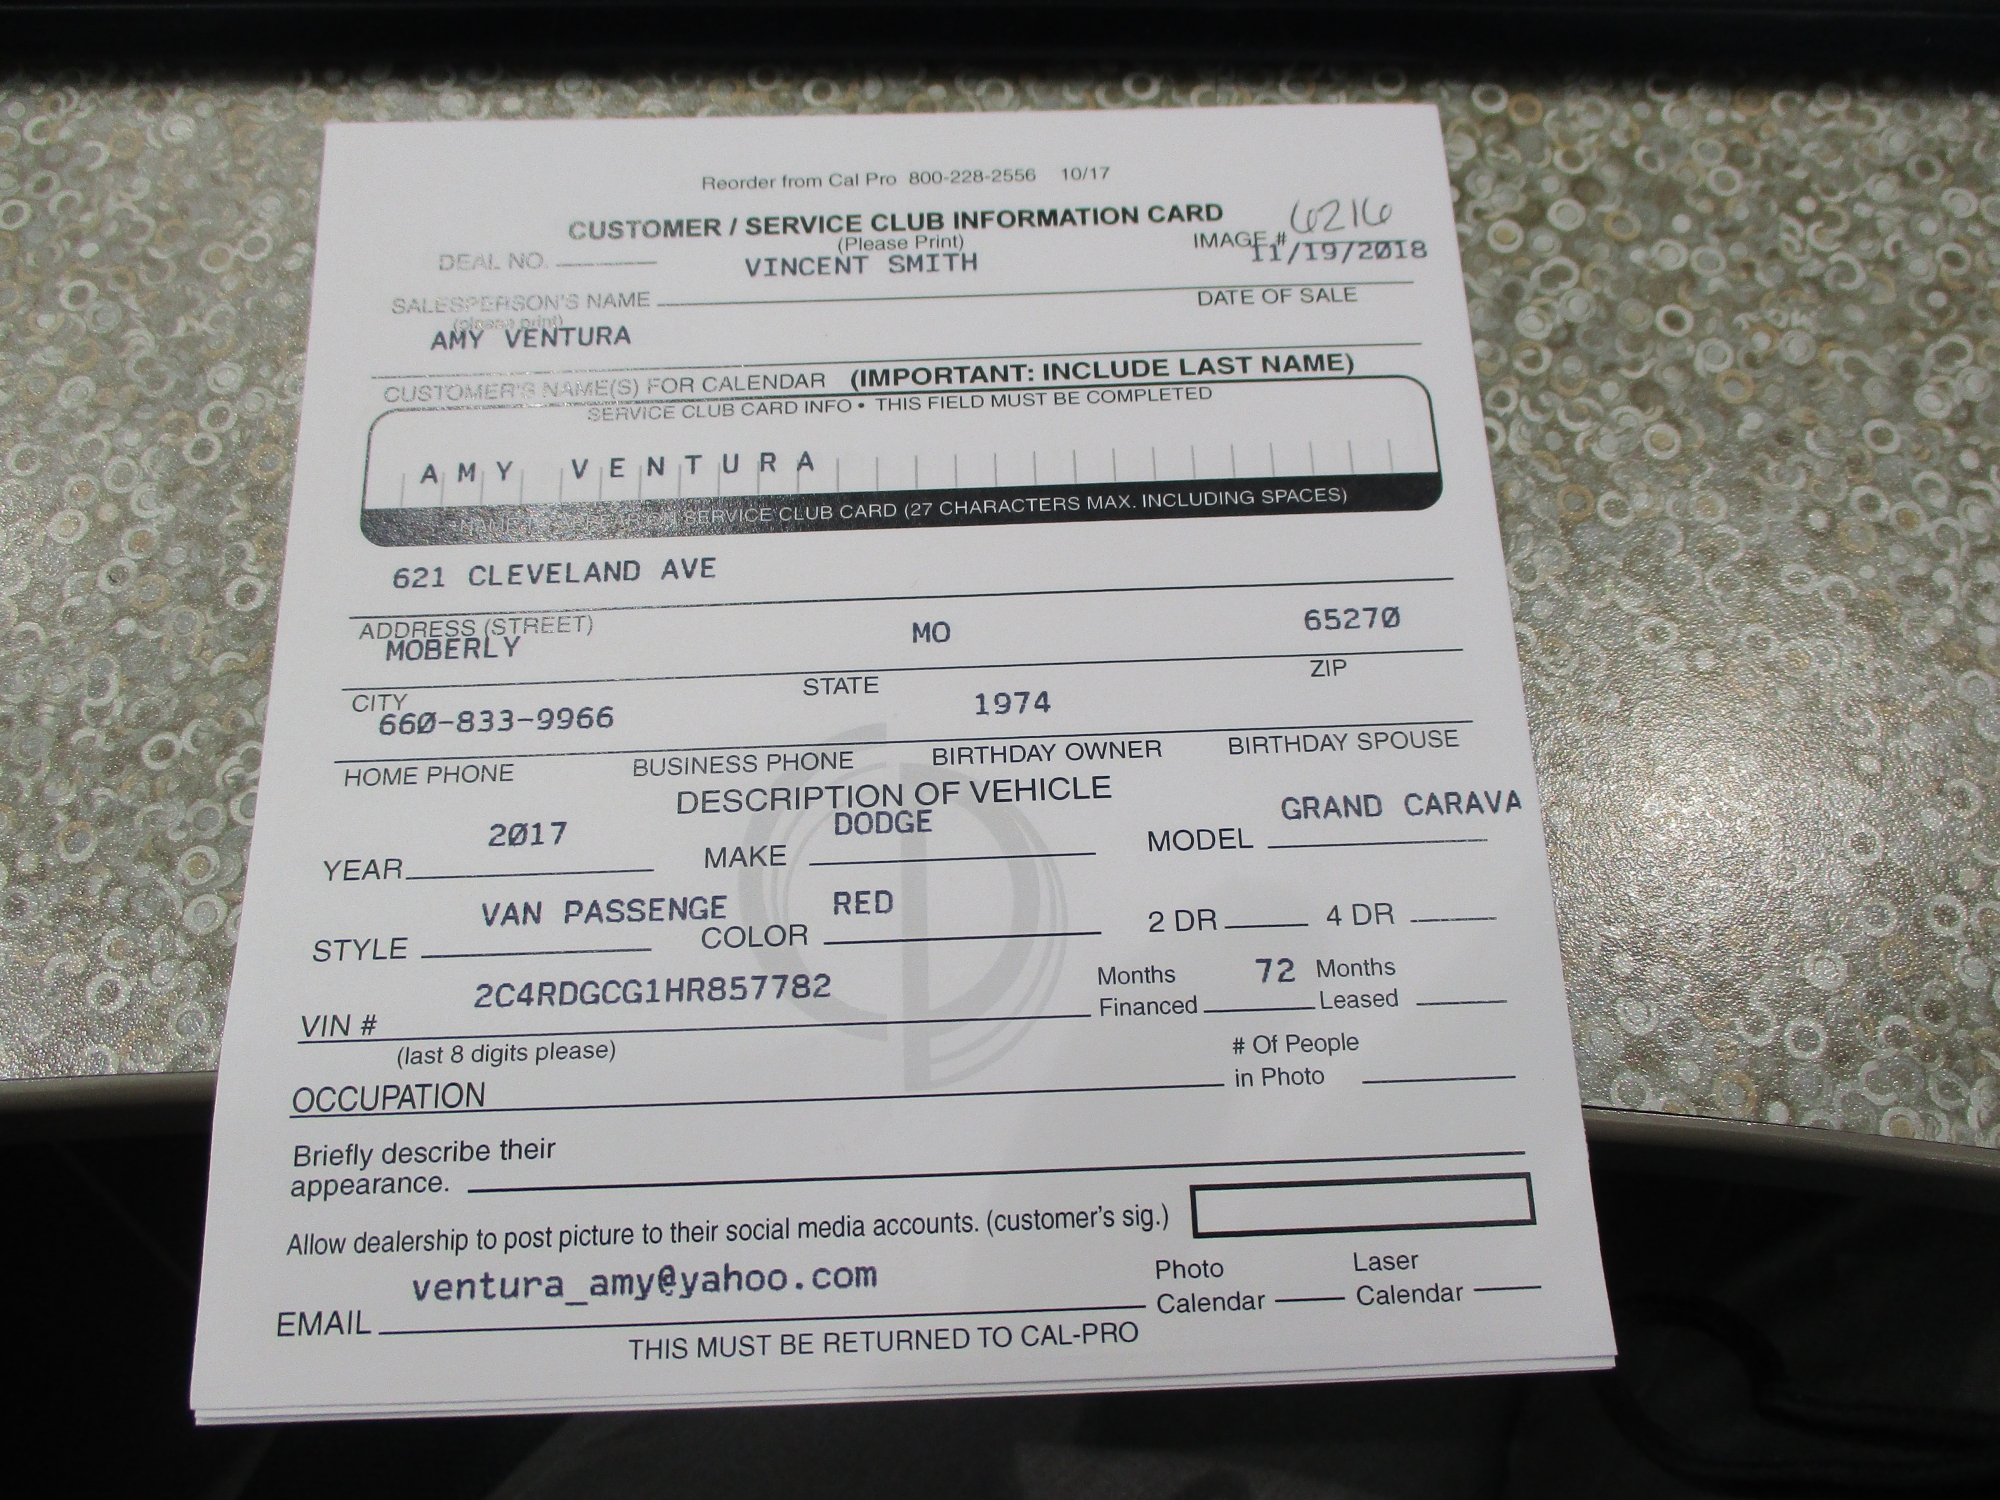 Reorder from Cal Pro 800-228-2556 10/17
CUSTOMER / SERVICE CLUB INFORMATION CARD
(Please Print)
IMAGE # 6216
DEAL NO.
VINCENT SMITH
11/19/2018
SALESPERSON'S NAME
(please print)
DATE OF SALE
AMY VENTURA
CUSTOMER'S NAME(S) FOR CALENDAR (IMPORTANT: INCLUDE LAST NAME)
SERVICE CLUB CARD INFO • THIS FIELD MUST BE COMPLETED
AMY VENTURA
NAME TO APPEAR ON SERVICE CLUB CARD (27 CHARACTERS MAX. INCLUDING SPACES)
621 CLEVELAND AVE
ADDRESS (STREET)
MOBERLY MO 65270
CITY STATE ZIP
660-833-9966 1974
HOME PHONE BUSINESS PHONE BIRTHDAY OWNER BIRTHDAY SPOUSE
DESCRIPTION OF VEHICLE
YEAR 2017 MAKE DODGE MODEL GRAND CARAVA
STYLE VAN PASSENGE COLOR RED 2 DR 4 DR
VIN # 2C4RDGCG1HR857782 Months Financed 72 Months Leased
(last 8 digits please)
OCCUPATION # Of People in Photo
Briefly describe their
appearance.
Allow dealership to post picture to their social media accounts. (customer's sig.)
EMAIL ventura_amy@yahoo.com Photo Calendar Laser Calendar
THIS MUST BE RETURNED TO CAL-PRO